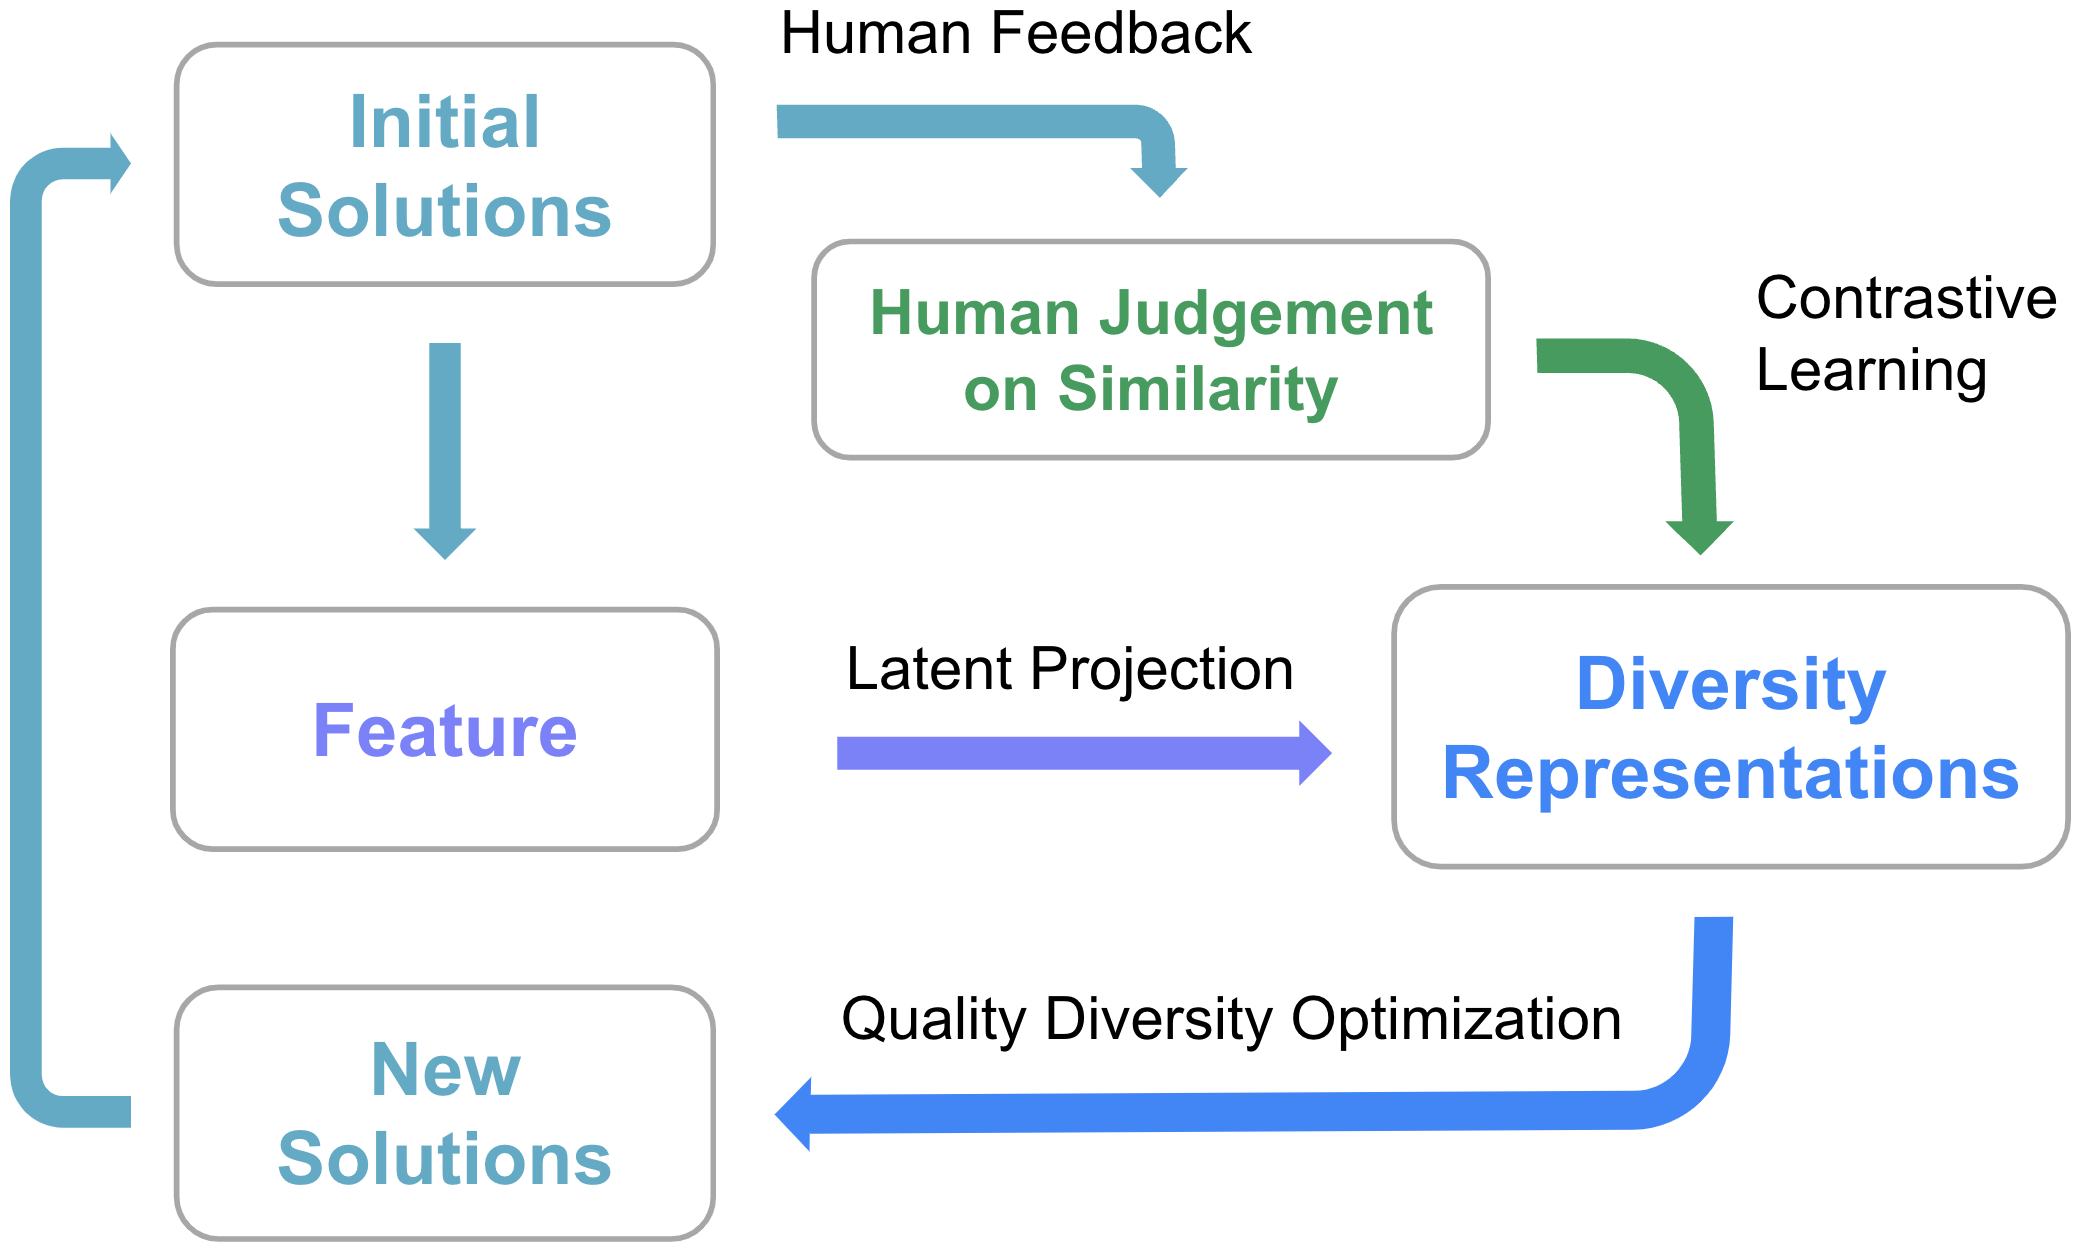 Human Feedback
Initial
Solutions
Human Judgement
on Similarity
Contrastive
Learning
Feature
Latent Projection
Diversity
Representations
Quality Diversity Optimization
New
Solutions